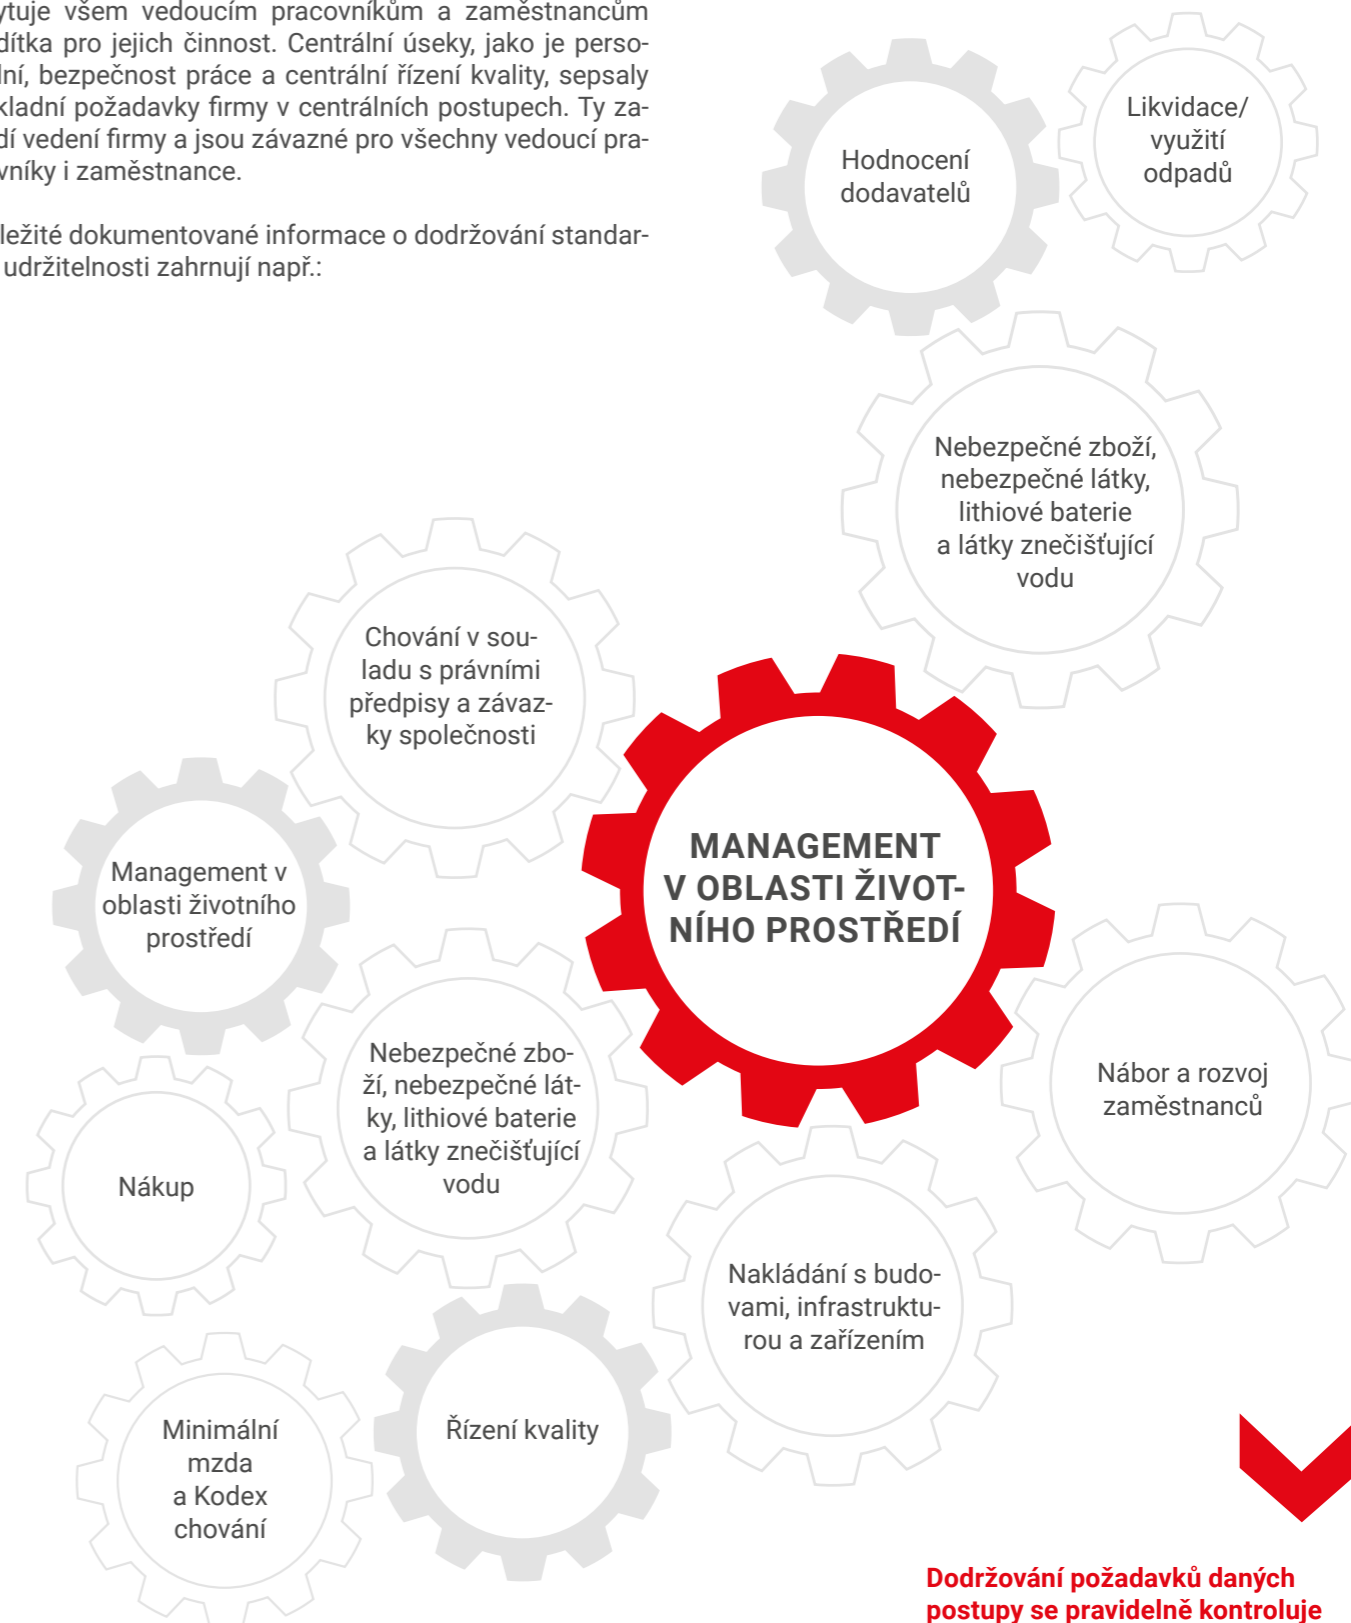 ytuje všem vedoucím pracovníkům a zaměstnancům
dítka pro jejich činnost. Centrální úseky, jako je perso-
lní, bezpečnost práce a centrální řízení kvality, sepsaly
kladní požadavky firmy v centrálních postupech. Ty za-
dí vedení firmy a jsou závazné pro všechny vedoucí pra-
vníky i zaměstnance.
ležité dokumentované informace o dodržování standar-
udržitelnosti zahrnují např.:
Hodnocení
dodavatelů
Likvidace/
využití
odpadů
Nebezpečné zboží,
nebezpečné látky,
lithiové baterie
a látky znečišťující
vodu
Chování v sou-
ladu s právními
předpisy a závaz-
ky společnosti
MANAGEMENT
V OBLASTI ŽIVOT-
NÍHO PROSTŘEDÍ
Management v
oblasti životního
prostředí
Nebezpečné zbo-
ží, nebezpečné lát-
ky, lithiové baterie
a látky znečišťující
vodu
Nábor a rozvoj
zaměstnanců
Nákup
Nakládání s budo-
vami, infrastruktu-
rou a zařízením
Minimální
mzda
a Kodex
chování
Řízení kvality
Dodržování požadavků daných
postupy se pravidelně kontroluje